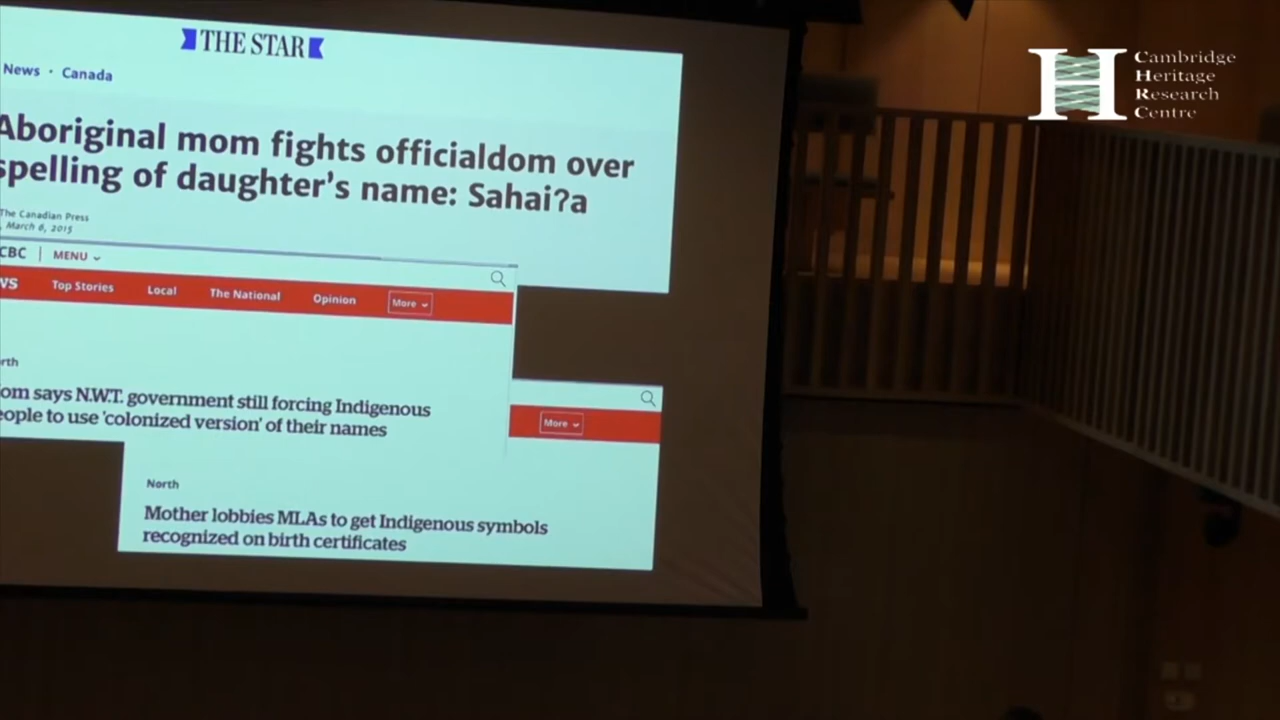 THE STAR
News · Canada
Aboriginal mom fights officialdom over
spelling of daughter's name: Sahai?a
The Canadian Press
March 6, 2015
CBC | MENU
Top Stories Local The National Opinion More
om says N.W.T. government still forcing Indigenous
eople to use 'colonized version' of their names
More
North
Mother lobbies MLAs to get Indigenous symbols
recognized on birth certificates
Cambridge
Heritage
Research
Centre